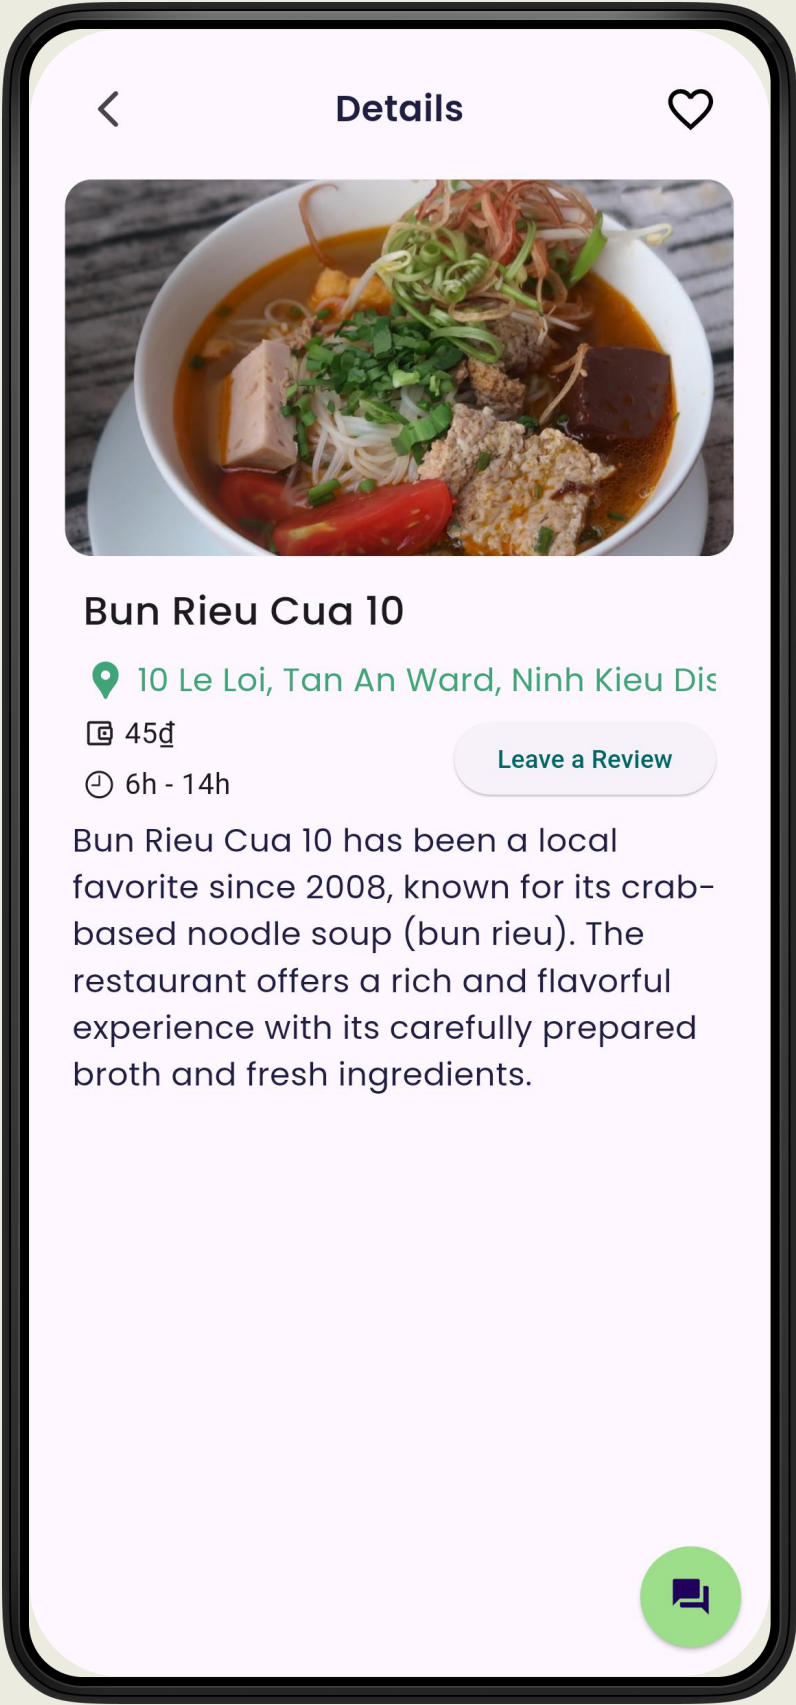 Details
Bun Rieu Cua 10
10 Le Loi, Tan An Ward, Ninh Kieu Dis
45₫
6h - 14h
Leave a Review
Bun Rieu Cua 10 has been a local
favorite since 2008, known for its crab-
based noodle soup (bun rieu). The
restaurant offers a rich and flavorful
experience with its carefully prepared
broth and fresh ingredients.